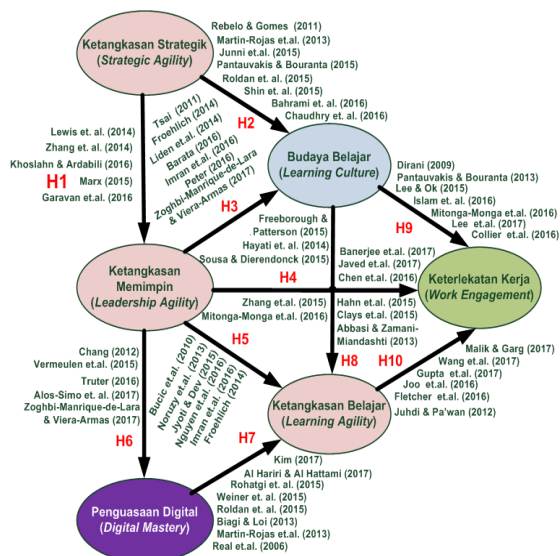 Ketangkasan Strategik
(Strategic Agility)
Rebelo & Gomes (2011)
Martin-Rojas et.al (2013)
Junni et.al (2015)
Pantauvakis & Bouranta (2015)
Roldan et. al. (2015)
Shin et.al. (2015)
Bahrami et al. (2016)
Chaudhry et. al. (2016)
H2
Lewis et. al. (2014)
Zhang et. al. (2014)
Khoslahn & Ardabili (2016)
H1
Marx (2015)
Garavan et.al. (2016
Tsai (2011)
Froehlich (2014)
Liden et.al. (2014)
Barata (2016)
Imran et. al. (2016)
Peter (2016)
Zoghbi-Manrique-de-Lara
& Viera-Armas (2017)
H3
Budaya Belajar
(Learning Culture)
Dirani (2009)
Pantauvakis & Bouranta (2013)
Lee & Ok (2015)
Islam et. al. (2016)
Mitonga-Monga et.al. (2016)
Lee et. al. (2017)
Collier et.al. (2016)
H9
Freeborough &
Patterson (2015)
Hayati et.al. (2014)
Sousa & Dierendonck (2015)
Banerjee et.al. (2017)
Javed et.al. (2017)
Chen et.al. (2016)
H4
Ketangkasan
Memimpin
(Leadership Agility)
Keterlekatan Kerja
(Work Engagement)
Zhang et.al. (2015)
Mitonga-Monga et.al. (2016)
Hahn et.al. (2015)
Clays et.al. (2015)
Abbasi & Zamani-
Miandashti (2013)
H5
H8
H10
Chang (2012)
Vermeulen et.al. (2015)
Truter (2016)
Alos-Simo et.al. (2017)
Zoghbi-Manrique-de-Lara
& Viera-Armas (2017)
H6
Bucic et.al. (2010)
Noruzy et.al. (2013)
Jyoti & Dev (2015)
Nguyen et.al. (2016)
Imran et.al. (2016)
Froehlich (2014)
Malik & Garg (2017)
Wang et.al. (2017)
Gupta et.al. (2017)
Joo et.al. (2016)
Fletcher et.al. (2016)
Juhdi & Pa'wan (2012)
Ketangkasan Belajar
(Learning Agility)
H7
Kim (2017)
Al Hariri & Al Hattami (2017)
Rohatgi et.al. (2015)
Weiner et.al. (2015)
Roldan et.al. (2015)
Biagi & Loi (2013)
Martin-Rojas et.al. (2013)
Real et.al. (2006)
Penguasaan Digital
(Digital Mastery)